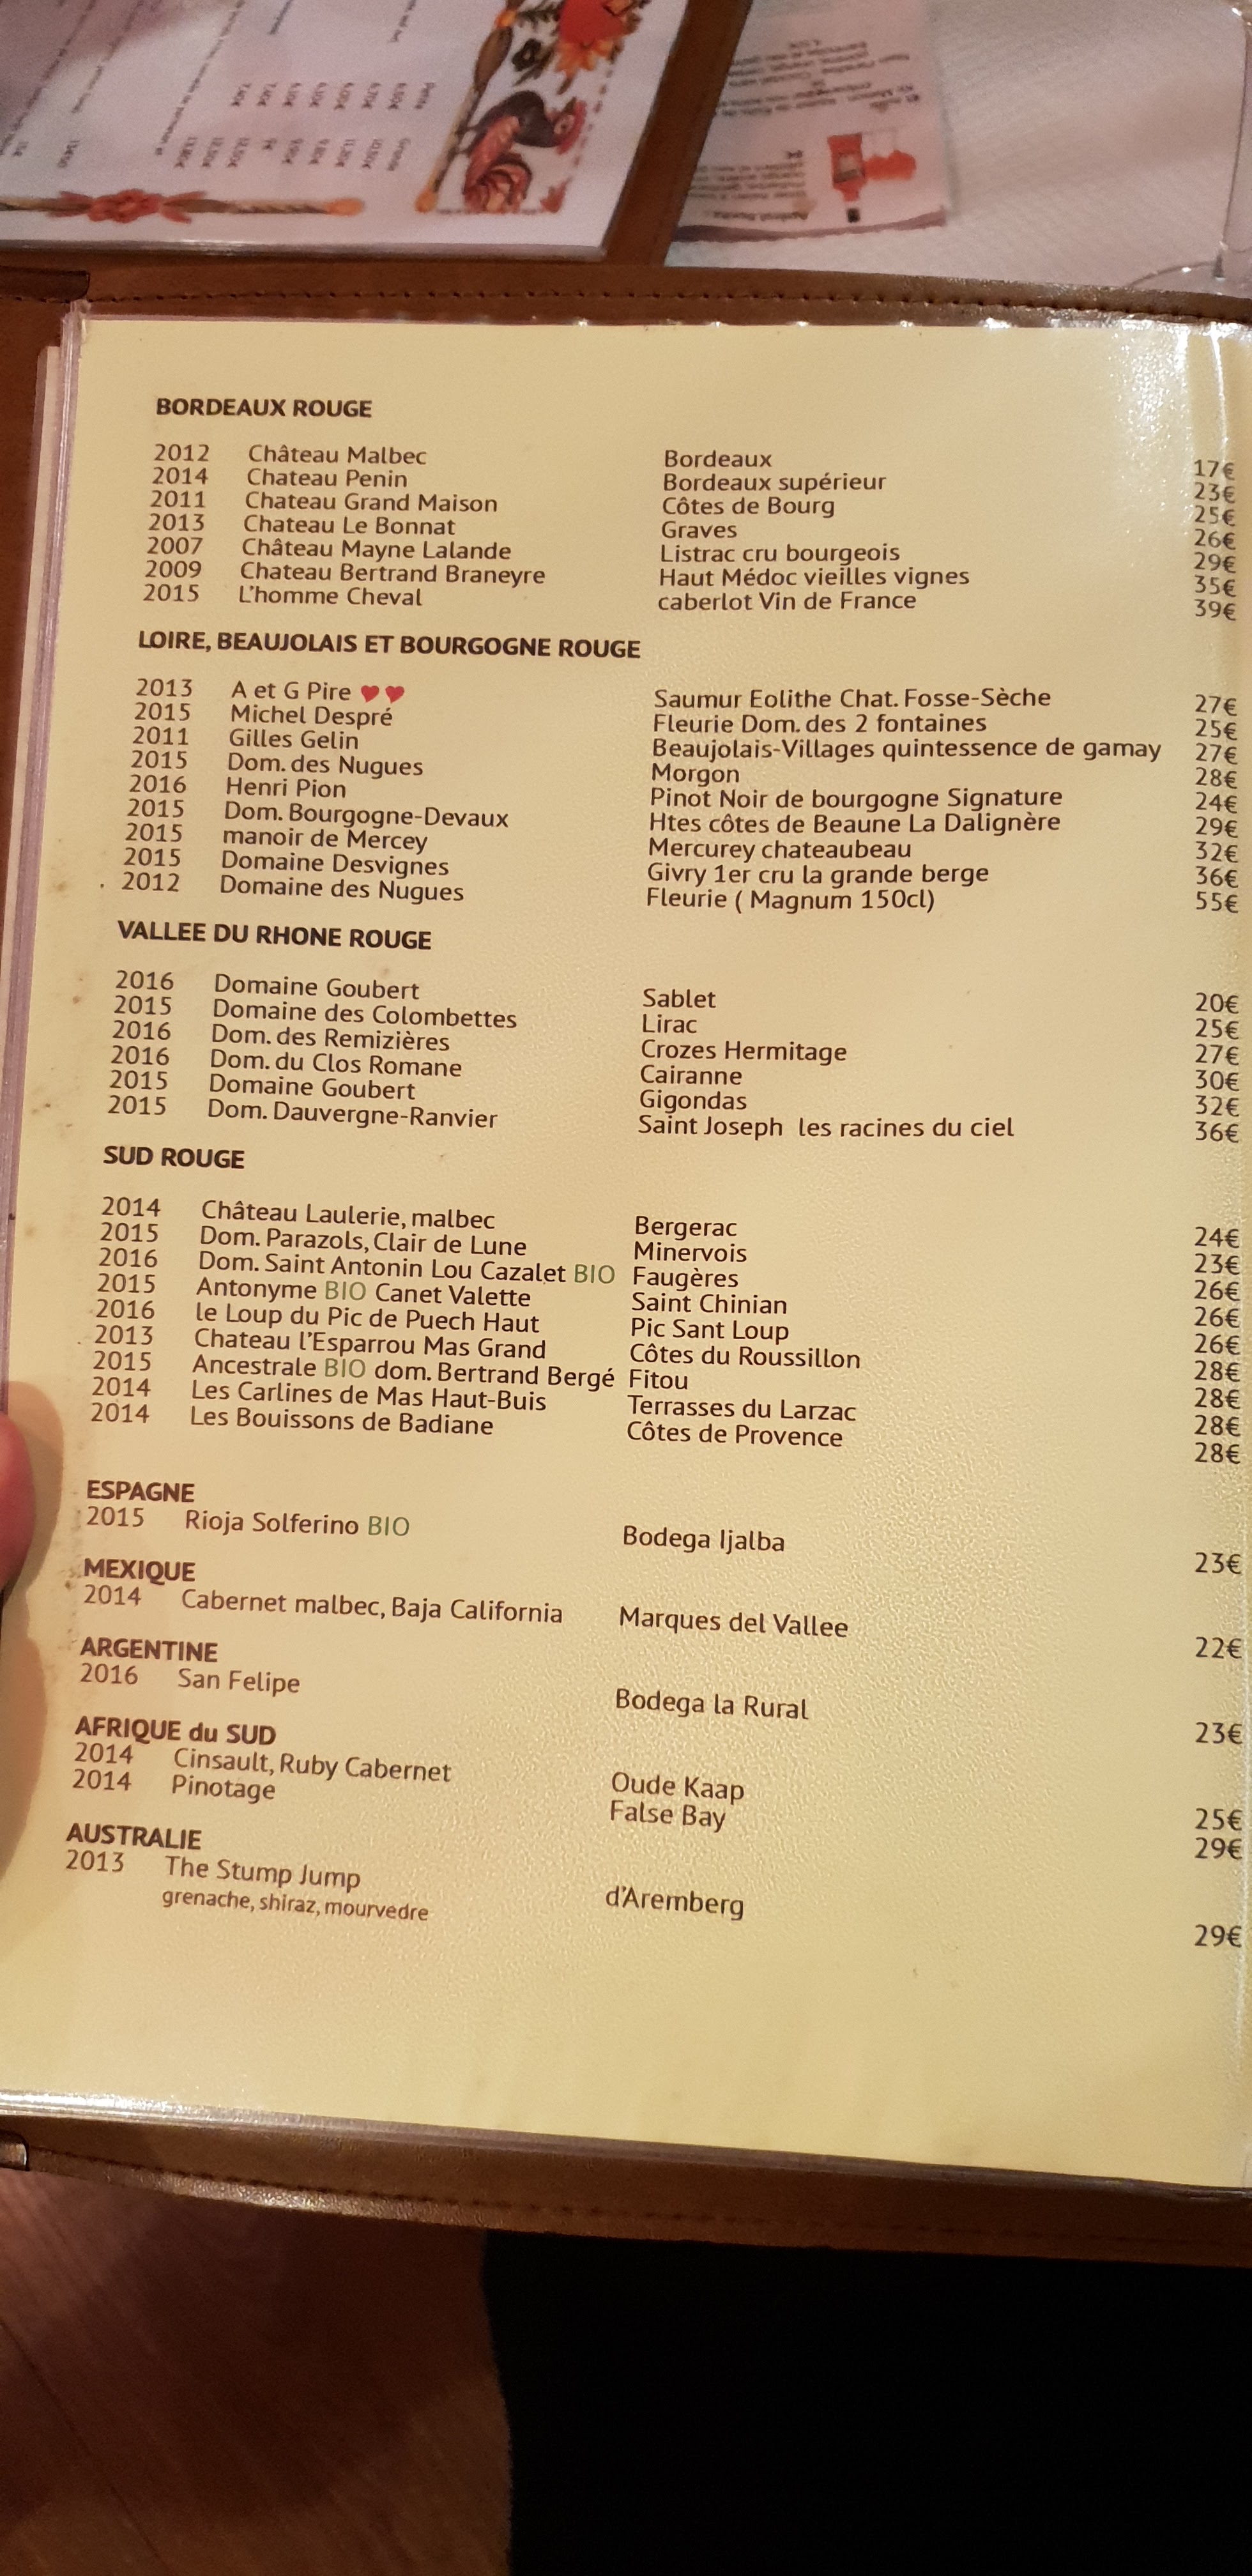 BORDEAUX ROUGE
2012 Château Malbec Bordeaux 17€
2014 Chateau Penin Bordeaux supérieur 23€
2011 Chateau Grand Maison Côtes de Bourg 25€
2013 Chateau Le Bonnat Graves 26€
2007 Château Mayne Lalande Listrac cru bourgeois 29€
2009 Chateau Bertrand Braneyre Haut Médoc vieilles vignes 35€
2015 L'homme Cheval caberlot Vin de France 39€
LOIRE, BEAUJOLAIS ET BOURGOGNE ROUGE
2013 A et G Pire ♥♥ Saumur Eolithe Chat. Fosse-Sèche 27€
2015 Michel Despré Fleurie Dom. des 2 fontaines 25€
2011 Gilles Gelin Beaujolais-Villages quintessence de gamay 27€
2015 Dom. des Nugues Morgon 28€
2016 Henri Pion Pinot Noir de bourgogne Signature 24€
2015 Dom. Bourgogne-Devaux Htes côtes de Beaune La Dalignère 29€
2015 manoir de Mercey Mercurey chateaubeau 32€
2015 Domaine Desvignes Givry 1er cru la grande berge 36€
2012 Domaine des Nugues Fleurie ( Magnum 150cl) 55€
VALLEE DU RHONE ROUGE
2016 Domaine Goubert Sablet 20€
2015 Domaine des Colombettes Lirac 25€
2016 Dom. des Remizières Crozes Hermitage 27€
2016 Dom. du Clos Romane Cairanne 30€
2015 Domaine Goubert Gigondas 32€
2015 Dom. Dauvergne-Ranvier Saint Joseph les racines du ciel 36€
SUD ROUGE
2014 Château Laulerie, malbec Bergerac 24€
2015 Dom. Parazols, Clair de Lune Minervois 23€
2016 Dom. Saint Antonin Lou Cazalet BIO Faugères 26€
2015 Antonyme BIO Canet Valette Saint Chinian 26€
2016 le Loup du Pic de Puech Haut Pic Sant Loup 26€
2013 Chateau l'Esparrou Mas Grand Côtes du Roussillon 28€
2015 Ancestrale BIO dom. Bertrand Bergé Fitou 28€
2014 Les Carlines de Mas Haut-Buis Terrasses du Larzac 28€
2014 Les Bouissons de Badiane Côtes de Provence 28€
ESPAGNE
2015 Rioja Solferino BIO Bodega Ijalba 23€
MEXIQUE
2014 Cabernet malbec, Baja California Marques del Vallee 22€
ARGENTINE
2016 San Felipe Bodega la Rural 23€
AFRIQUE du SUD
2014 Cinsault, Ruby Cabernet Oude Kaap 25€
2014 Pinotage False Bay 29€
AUSTRALIE
2013 The Stump Jump d'Aremberg 29€
grenache, shiraz, mourvedre